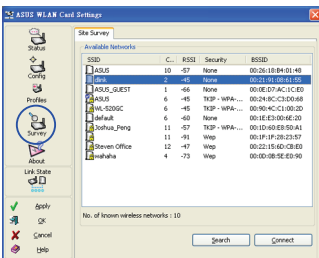 ASUS WLAN Card Settings
Status
Config
Profiles
Survey
About
Link State
Apply
OK
Cancel
Help
Site Survey
Available Networks
SSID C... RSSI Security BSSID
ASUS 10 -57 None 00:26:18:B4:01:48
dlink 2 -45 None 00:21:91:08:61:55
ASUS_GUEST 1 -66 None 00:0E:D7:AC:1C:E0
ASUS 6 -45 TKIP - WPA-... 00:24:8C:C3:D0:68
WL-520GC 6 -45 TKIP - WPA-... 00:90:4C:C1:00:2D
default 6 -60 None 00:1E:E3:00:6E:20
Joshua_Peng 11 -57 TKIP - WPA-... 00:1D:60:E8:50:A1
11 -91 Wep 00:1F:1F:28:23:57
Steven Office 12 -47 Wep 00:22:15:6D:CB:E0
wahaha 4 -73 Wep 00:0D:0B:5E:ED:90
No. of known wireless networks : 10
Search Connect